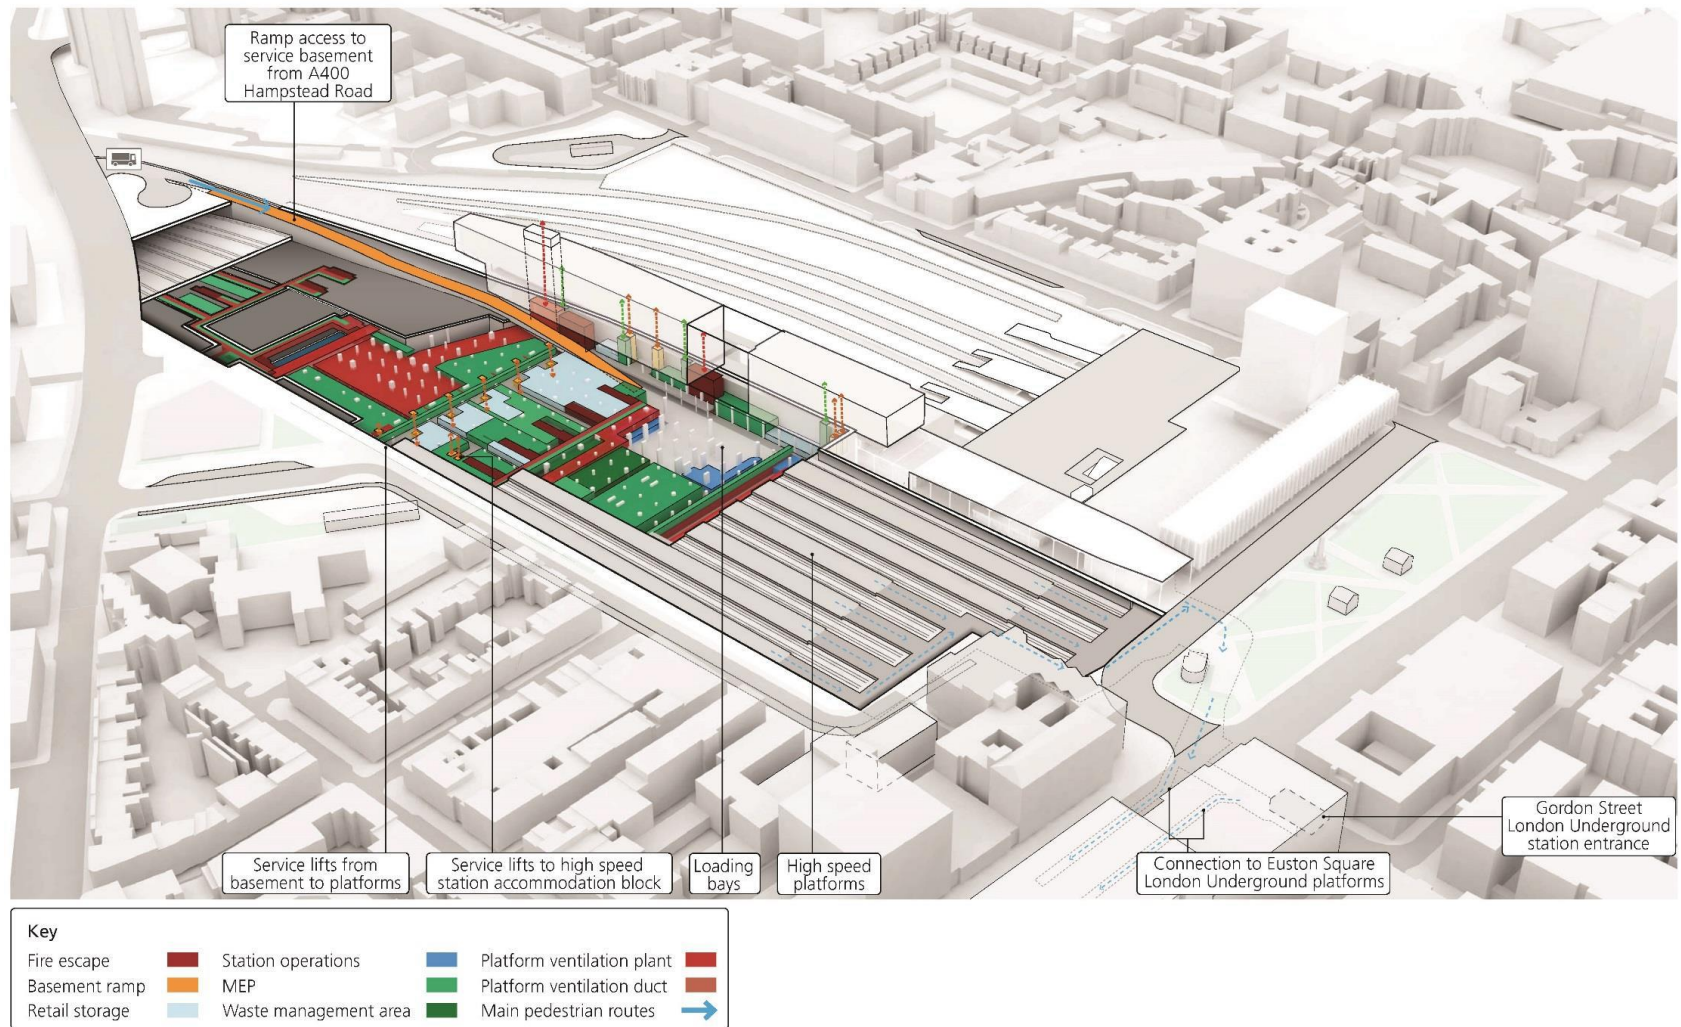 Ramp access to
service basement
from A400
Hampstead Road
Service lifts from
basement to platforms
Service lifts to high speed
station accommodation block
Loading
bays
High speed
platforms
Connection to Euston Square
London Underground platforms
Gordon Street
London Underground
station entrance
Key
Fire escape
Station operations
Platform ventilation plant
Basement ramp
MEP
Platform ventilation duct
Retail storage
Waste management area
Main pedestrian routes